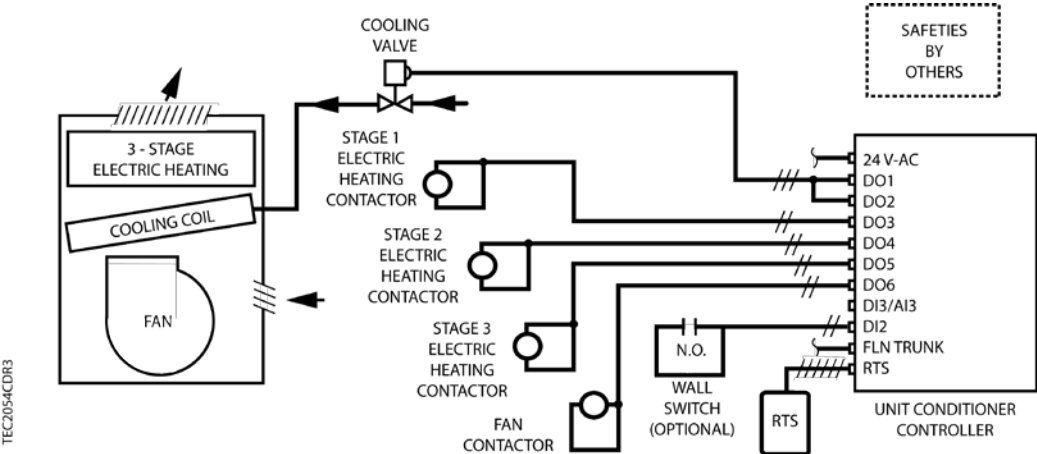 COOLING
VALVE
SAFETIES
BY
OTHERS
3 - STAGE
ELECTRIC HEATING
COOLING COIL
FAN
STAGE 1
ELECTRIC
HEATING
CONTACTOR
STAGE 2
ELECTRIC
HEATING
CONTACTOR
STAGE 3
ELECTRIC
HEATING
CONTACTOR
FAN
CONTACTOR
N.O.
WALL
SWITCH
(OPTIONAL)
RTS
24 V-AC
DO1
DO2
DO3
DO4
DO5
DO6
DI3/AI3
DI2
FLN TRUNK
RTS
UNIT CONDITIONER
CONTROLLER
TEC2054CDR3